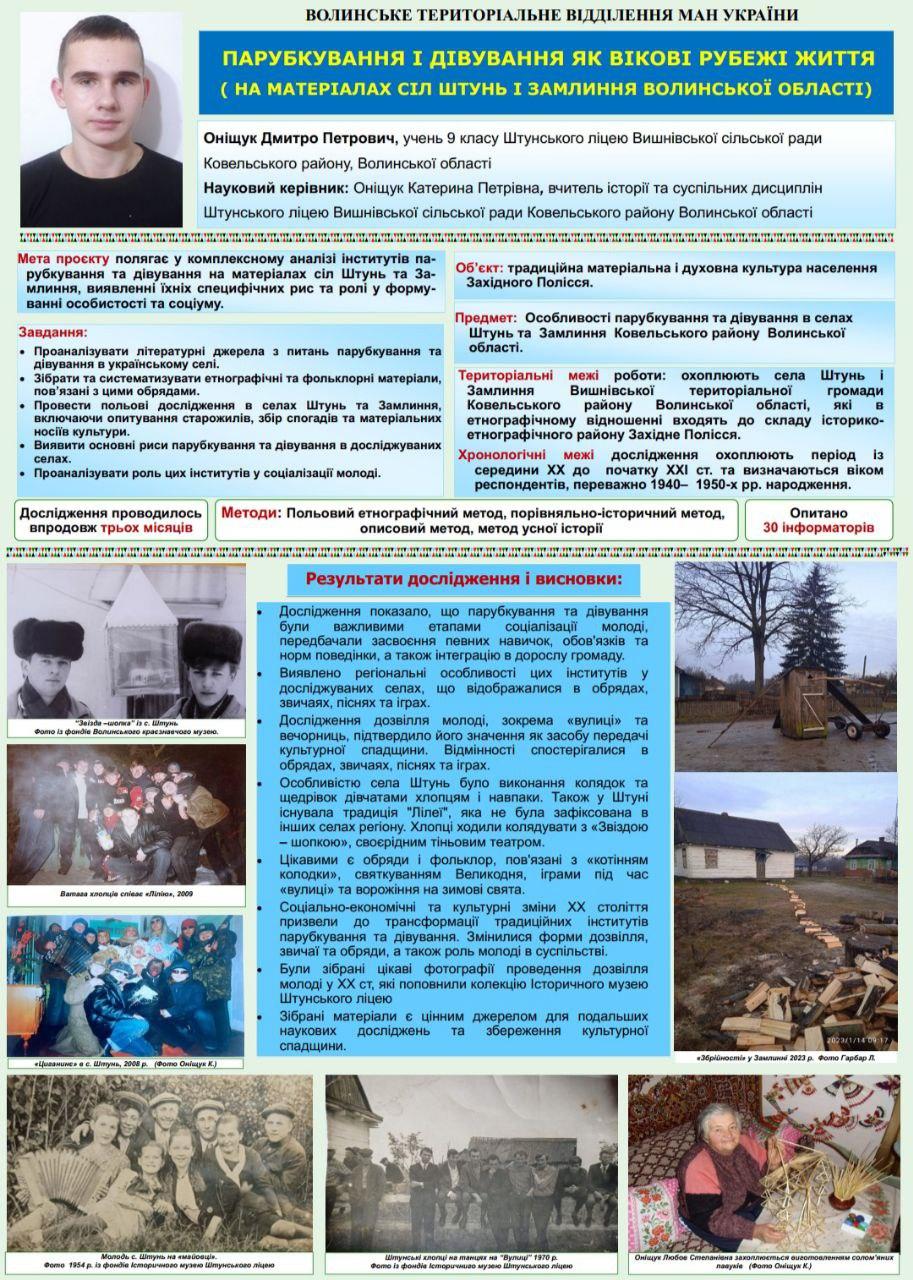 ВОЛИНСЬКЕ ТЕРИТОРІАЛЬНЕ ВІДДІЛЕННЯ МАН УКРАЇНИ
ПАРУБКУВАННЯ І ДІВУВАННЯ ЯК ВІКОВІ РУБЕЖІ ЖИТТЯ
( НА МАТЕРІАЛАХ СІЛ ШТУНЬ І ЗАМЛИННЯ ВОЛИНСЬКОЇ ОБЛАСТІ)
Оніщук Дмитро Петрович, учень 9 класу Штунського ліцею Вишнівської сільської ради
Ковельського району, Волинської області
Науковий керівник: Оніщук Катерина Петрівна, вчитель історії та суспільних дисциплін
Штунського ліцею Вишнівської сільської ради Ковельського району Волинської області
Мета проєкту полягає у комплексному аналізі інститутів па-
рубкування та дівування на матеріалах сіл Штунь та За-
млиння, виявленні їхніх специфічних рис та ролі у форму-
ванні особистості та соціуму.
Завдання:
• Проаналізувати літературні джерела з питань парубкування та
дівування в українському селі.
• Зібрати та систематизувати етнографічні та фольклорні матеріали,
пов'язані з цими обрядами.
• Провести польові дослідження в селах Штунь та Замлиння,
включаючи опитування старожилів, збір спогадів та матеріальних
носіїв культури.
• Виявити основні риси парубкування та дівування в досліджуваних
селах.
• Проаналізувати роль цих інститутів у соціалізації молоді.
Об'єкт: традиційна матеріальна і духовна культура населення
Західного Полісся.
Предмет: Особливості парубкування та дівування в селах
Штунь та Замлиння Ковельського району Волинської
області.
Територіальні межі роботи: охоплюють села Штунь і
Замлиння Вишнівської територіальної громади
Ковельського району Волинської області, які в
етнографічному відношенні входять до складу історико-
етнографічного району Західне Полісся.
Хронологічні межі дослідження охоплюють період із
середини ХХ до початку ХХІ ст. та визначаються віком
респондентів, переважно 1940– 1950-х рр. народження.
Дослідження проводилось
впродовж трьох місяців
Методи: Польовий етнографічний метод, порівняльно-історичний метод,
описовий метод, метод усної історії
Опитано
30 інформаторів
Результати дослідження і висновки:
• Дослідження показало, що парубкування та дівування
були важливими етапами соціалізації молоді,
передбачали засвоєння певних навичок, обов'язків та
норм поведінки, а також інтеграцію в дорослу громаду.
• Виявлено регіональні особливості цих інститутів у
досліджуваних селах, що відображалися в обрядах,
звичаях, піснях та іграх.
• Дослідження дозвілля молоді, зокрема «вулиці» та
вечорниць, підтвердило його значення як засобу передачі
культурної спадщини. Відмінності спостерігалися в
обрядах, звичаях, піснях та іграх.
• Особливістю села Штунь було виконання колядок та
щедрівок дівчатами хлопцям і навпаки. Також у Штуні
існувала традиція "Лілеї", яка не була зафіксована в
інших селах регіону. Хлопці ходили колядувати з «Звіздою
– шопкою», своєрідним тіньовим театром.
• Цікавими є обряди і фольклор, пов'язані з «котінням
колодки», святкуванням Великодня, іграми під час
«вулиці» та ворожіння на зимові свята.
• Соціально-економічні та культурні зміни ХХ століття
призвели до трансформації традиційних інститутів
парубкування та дівування. Змінилися форми дозвілля,
звичаї та обряди, а також роль молоді в суспільстві.
• Були зібрані цікаві фотографії проведення дозвілля
молоді у ХХ ст, які поповнили колекцію Історичного музею
Штунського ліцею
• Зібрані матеріали є цінним джерелом для подальших
наукових досліджень та збереження культурної
спадщини.
"Звізда –шопка" із с. Штунь
Фото із фондів Волинського краєзнавчого музею.
Ватага хлопців співає «Лілію», 2009
«Циганине» в с. Штунь, 2008 р. (Фото Оніщук К.)
2023/1/14 09:17
«Збрійності» у Замлинні 2023 р. Фото Гарбар Л.
Молодь с. Штунь на «майовці».
Фото 1954 р. із фондів Історичного музею Штунського ліцею
Штунські хлопці на танцях на "Вулиці" 1970 р.
Фото із фондів Історичного музею Штунського ліцею
Оніщук Любов Степанівна захоплюється виготовленням солом'яних
павуків (Фото Оніщук К.)